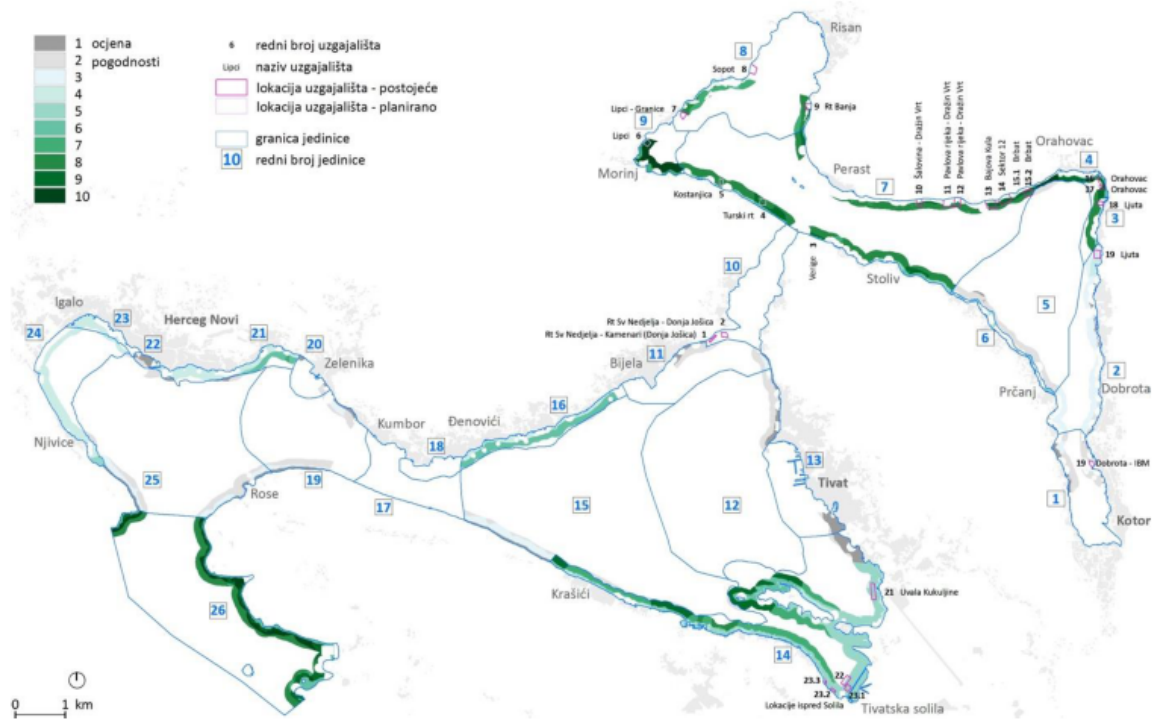 1 ocjena
2 pogodnosti
3
4
5
6
7
8
9
10
6 redni broj uzgajališta
Lipci naziv uzgajališta
lokacija uzgajališta - postojeće
lokacija uzgajališta - planirano
granica jedinice
10 redni broj jedinice
Risan
8
Sopot 8
Lipci - Granice 7
9 Rt Banja
9
Lipci 6
Morinj
Perast
7
10 Šalovina - Dražin Vrt
11 Pavlova rijeka - Dražin Vrt
12 Pavlova rijeka - Dražin Vrt
13 Bajova Kula
14 Sektor 12
15.1 Brbat
15.2 Brbat
Orahovac
4
16 Orahovac
17 Orahovac
18 Ljuta
3
19 Ljuta
Kostanjica
5
Turski rt 4
Verige 3
Stoliv
10
5
6
Rt Sv Nedjelja - Donja Jošica 2
Rt Sv Nedjelja - Kamenari (Donja Jošica) 1
11
Bijela
2
Dobrota
Prčanj
19 Dobrota - IBM
1
Kotor
Igalo
24
23
Herceg Novi
22
21
20
Zelenika
Kumbor
Đenovići
16
18
Njivice
25
Rose
19
17
15
12
13
Tivat
26
Krašići
21 Uvala Kukuljine
14
22
23.3
23.2
23.1
Lokacije ispred Solila
Tivatska solila
0 1 km